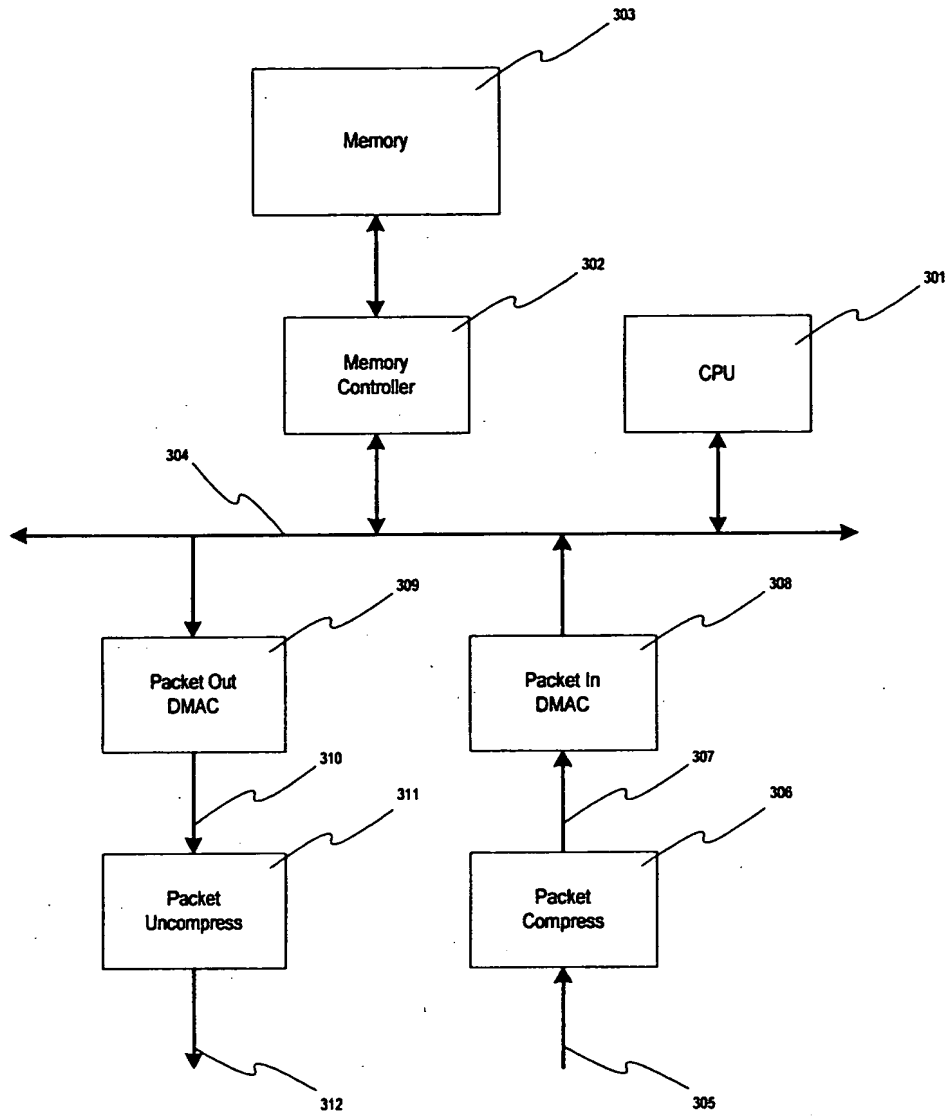 303
Memory
302
301
Memory
Controller
CPU
304
309
308
Packet Out
DMAC
Packet In
DMAC
310
307
311
306
Packet
Uncompress
Packet
Compress
312
305